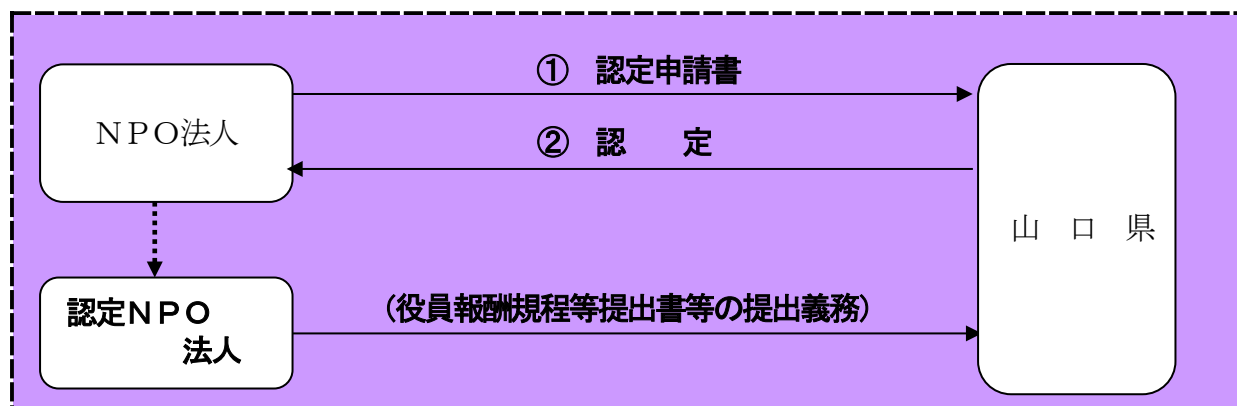 ① 認定申請書
ＮＰＯ法人
② 認　　定
山　口　県
認定ＮＰＯ
法人
（役員報酬規程等提出書等の提出義務）